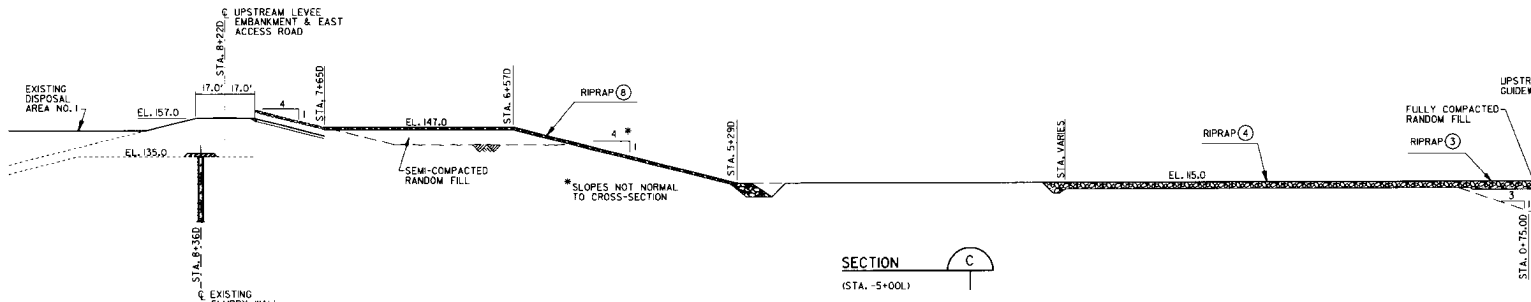 ℄ UPSTREAM LEVEE
EMBANKMENT & EAST
ACCESS ROAD
STA. 8+22D
17.0' 17.0'
EXISTING
DISPOSAL
AREA NO. 1
EL. 157.0
4
1
STA. 7+65D
EL. 147.0
STA. 6+57D
RIPRAP 8
4 *
1
EL. 135.0
SEMI-COMPACTED
RANDOM FILL
* SLOPES NOT NORMAL
TO CROSS-SECTION
STA. 5+29D
STA. VARIES
RIPRAP 4
EL. 115.0
FULLY COMPACTED
RANDOM FILL
RIPRAP 3
3
1
STA. 0+75.0D
STA. 8+36D
℄ EXISTING
SECTION C
(STA. -5+00L)